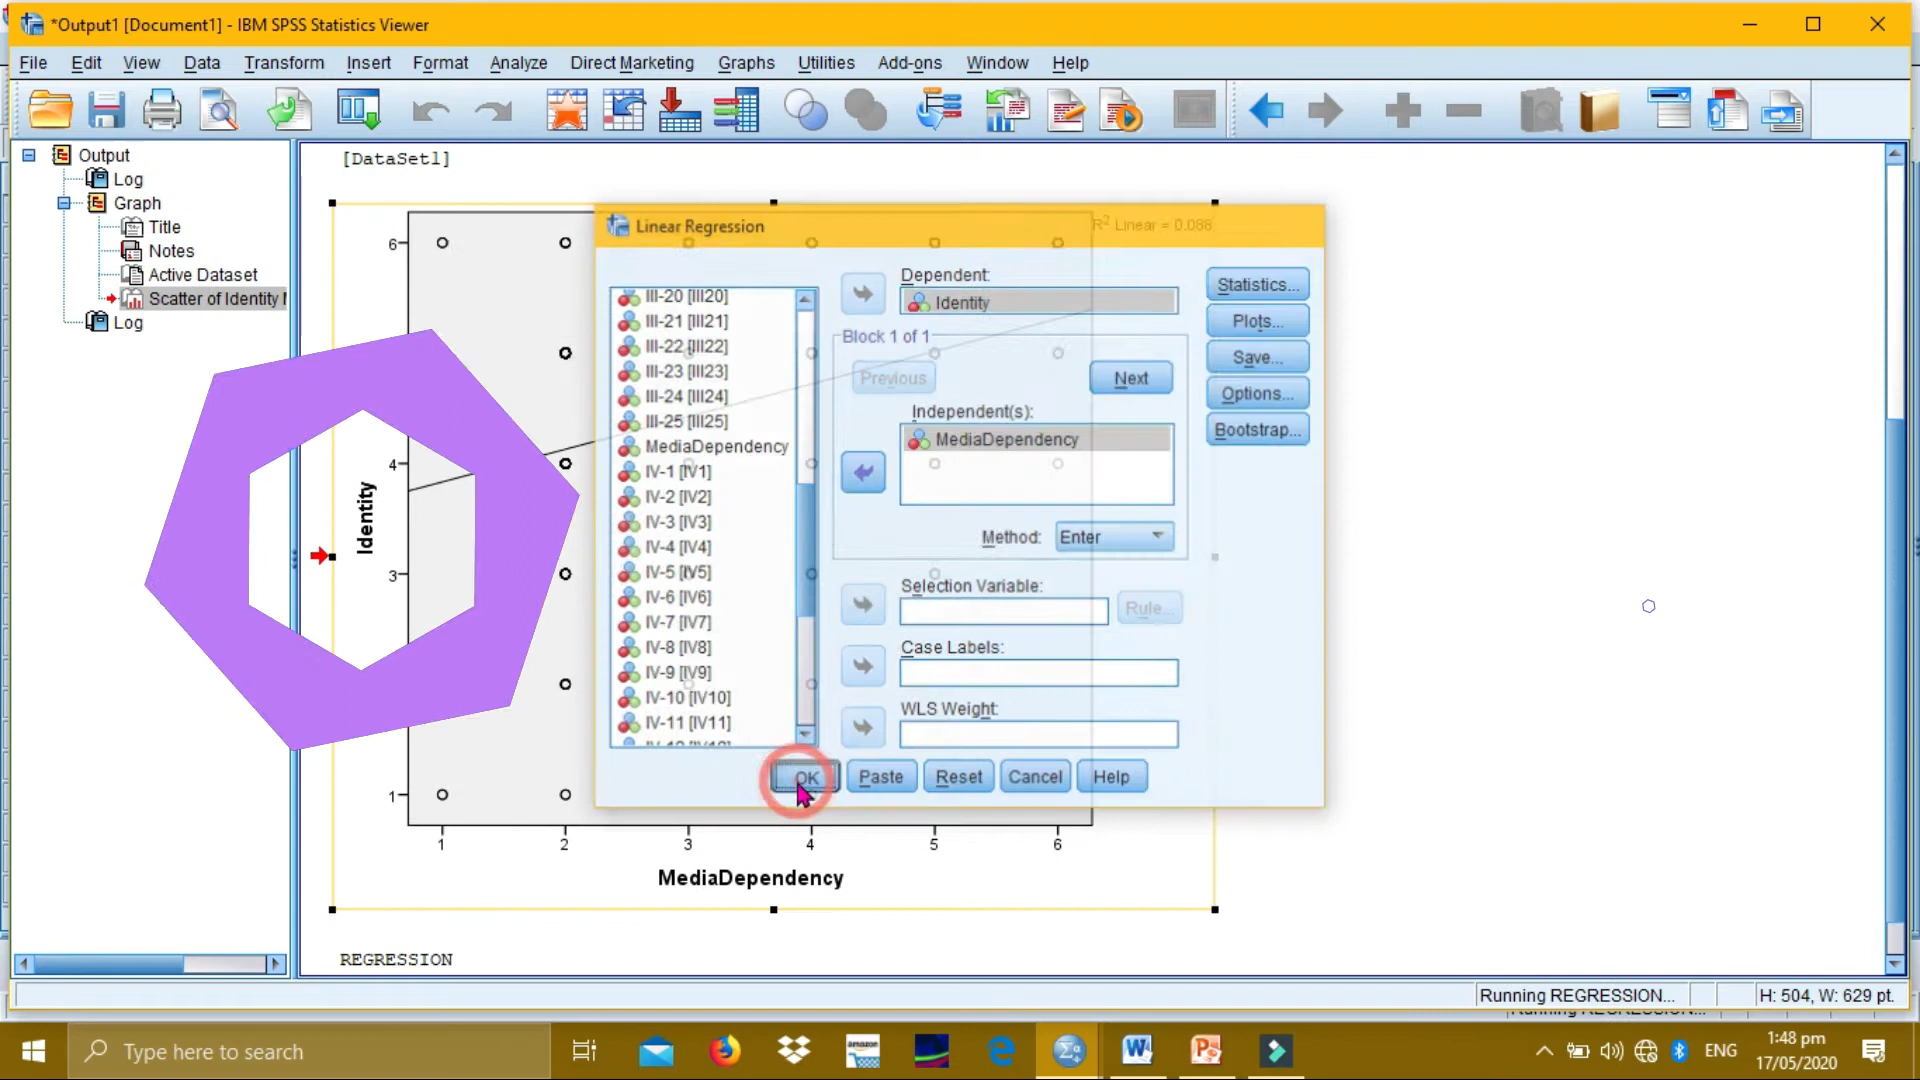 *Output1 [Document1] - IBM SPSS Statistics Viewer
File Edit View Data Transform Insert Format Analyze Direct Marketing Graphs Utilities Add-ons Window Help
Output
Log
Graph
Title
Notes
Active Dataset
Scatter of Identity
Log
[DataSet1]
R² Linear = 0.088
6
4
3
1
Identity
1 2 3 4 5 6
MediaDependency
REGRESSION
Linear Regression
III-20 [III20]
III-21 [III21]
III-22 [III22]
III-23 [III23]
III-24 [III24]
III-25 [III25]
MediaDependency
IV-1 [IV1]
IV-2 [IV2]
IV-3 [IV3]
IV-4 [IV4]
IV-5 [IV5]
IV-6 [IV6]
IV-7 [IV7]
IV-8 [IV8]
IV-9 [IV9]
IV-10 [IV10]
IV-11 [IV11]
Dependent:
Identity
Block 1 of 1
Previous
Next
Independent(s):
MediaDependency
Method: Enter
Selection Variable:
Rule...
Case Labels:
WLS Weight:
Statistics...
Plots...
Save...
Options...
Bootstrap...
OK Paste Reset Cancel Help
Running REGRESSION... H: 504, W: 629 pt.
Type here to search
amazon
ENG
1:48 pm
17/05/2020